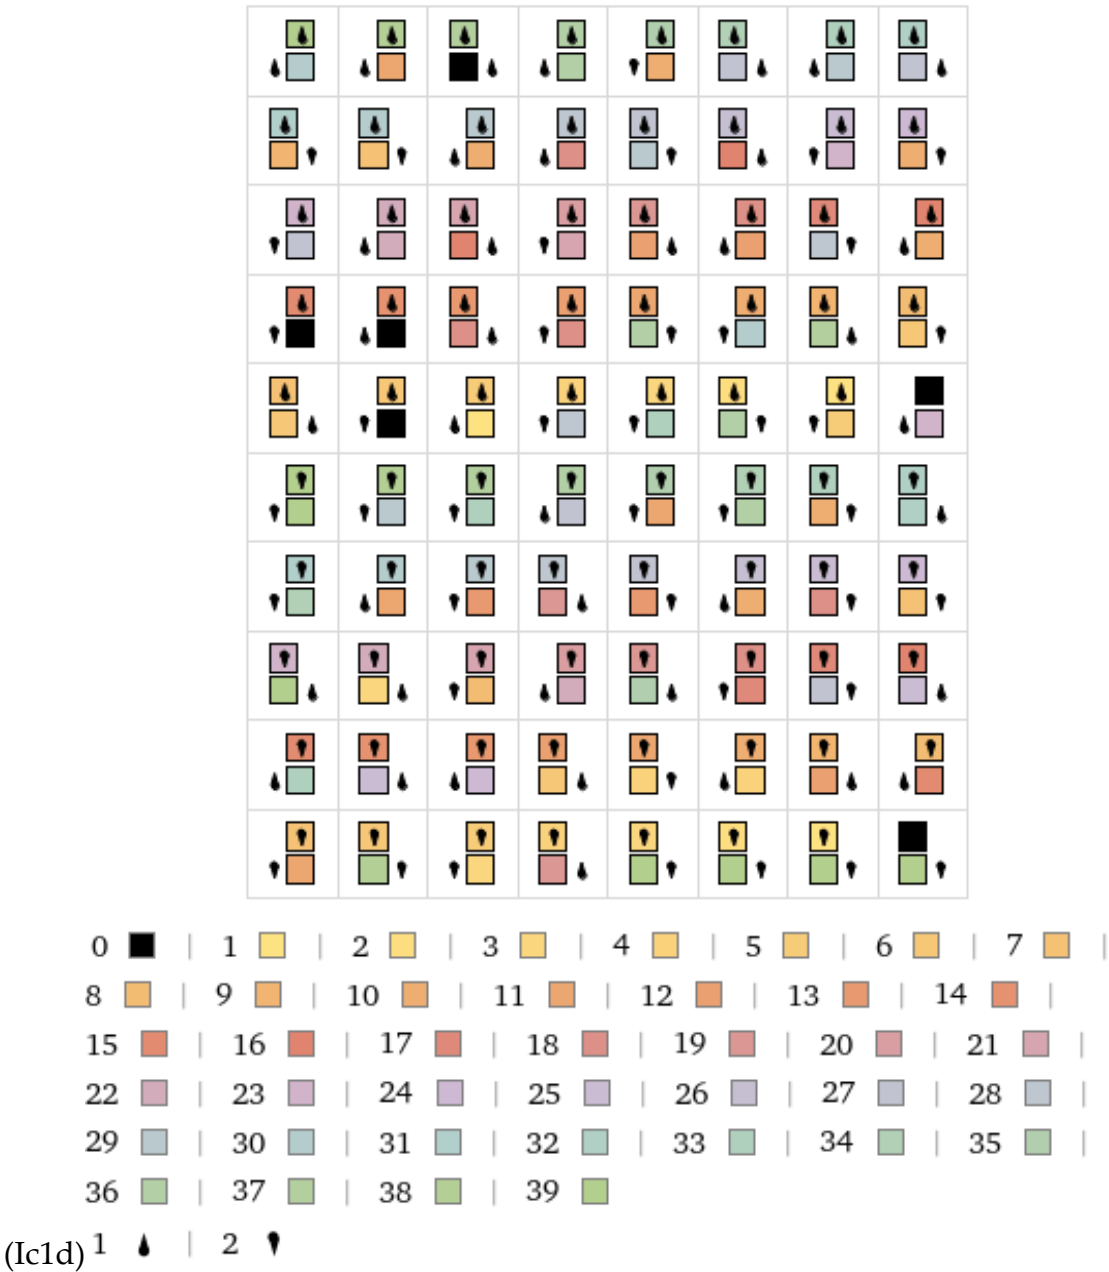 0 | 1 | 2 | 3 | 4 | 5 | 6 | 7 |
8 | 9 | 10 | 11 | 12 | 13 | 14 |
15 | 16 | 17 | 18 | 19 | 20 | 21 |
22 | 23 | 24 | 25 | 26 | 27 | 28 |
29 | 30 | 31 | 32 | 33 | 34 | 35 |
36 | 37 | 38 | 39
(Ic1d) 1 | 2